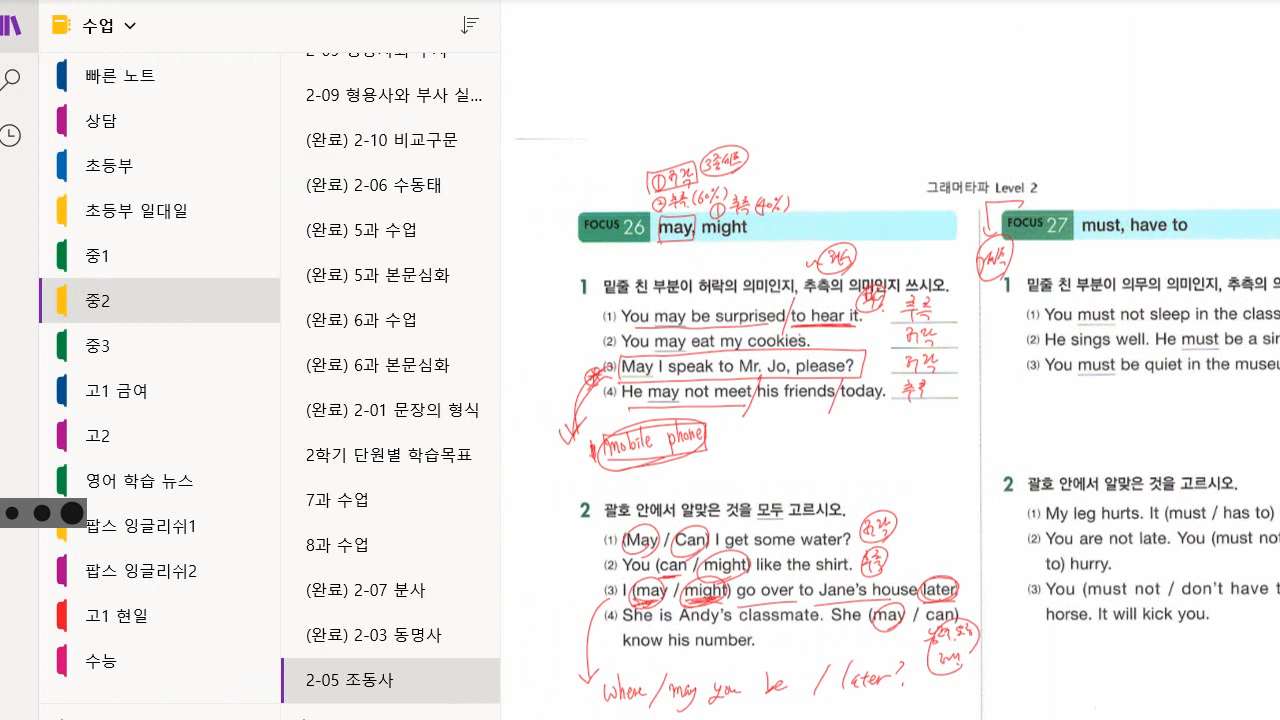 수업
빠른 노트
상담
초등부
초등부 일대일
중1
중2
중3
고1 금여
고2
영어 학습 뉴스
팝스 잉글리쉬1
팝스 잉글리쉬2
고1 현일
수능
2-09 형용사와 부사 실...
(완료) 2-10 비교구문
(완료) 2-06 수동태
(완료) 5과 수업
(완료) 5과 본문심화
(완료) 6과 수업
(완료) 6과 본문심화
(완료) 2-01 문장의 형식
2학기 단원별 학습목표
7과 수업
8과 수업
(완료) 2-07 분사
(완료) 2-03 동명사
2-05 조동사
그래머타파 Level 2
①허락
②추측(60%)
① 추측(40%)
FOCUS 26 may, might
1 밑줄 친 부분이 허락의 의미인지, 추측의 의미인지 쓰시오.
(1) You may be surprised to hear it. 추측
(2) You may eat my cookies. 허락
(3) May I speak to Mr. Jo, please? 허락
(4) He may not meet his friends today. 추측
mobile phone
2 괄호 안에서 알맞은 것을 모두 고르시오.
(1) (May / Can) I get some water? 허락
(2) You (can / might) like the shirt. 추측
(3) I (may / might) go over to Jane's house later.
(4) She is Andy's classmate. She (may / can)
know his number.
where / may you be / later?
FOCUS 27 must, have to
1 밑줄 친 부분이 의무의 의미인지, 추측의 의
(1) You must not sleep in the class
(2) He sings well. He must be a sin
(3) You must be quiet in the museu
2 괄호 안에서 알맞은 것을 고르시오.
(1) My leg hurts. It (must / has to)
(2) You are not late. You (must not
to) hurry.
(3) You (must not / don't have t
horse. It will kick you.